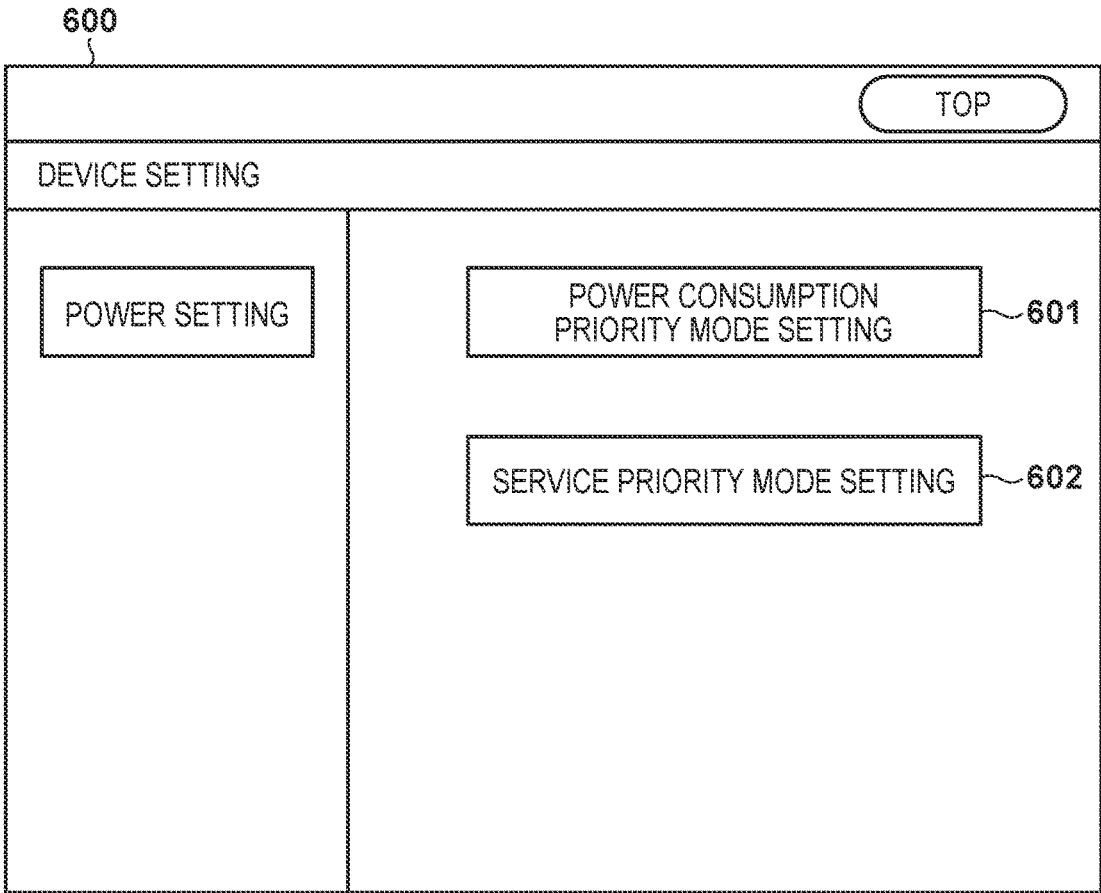 600
TOP
DEVICE SETTING
POWER SETTING
POWER CONSUMPTION
PRIORITY MODE SETTING
601
SERVICE PRIORITY MODE SETTING
602